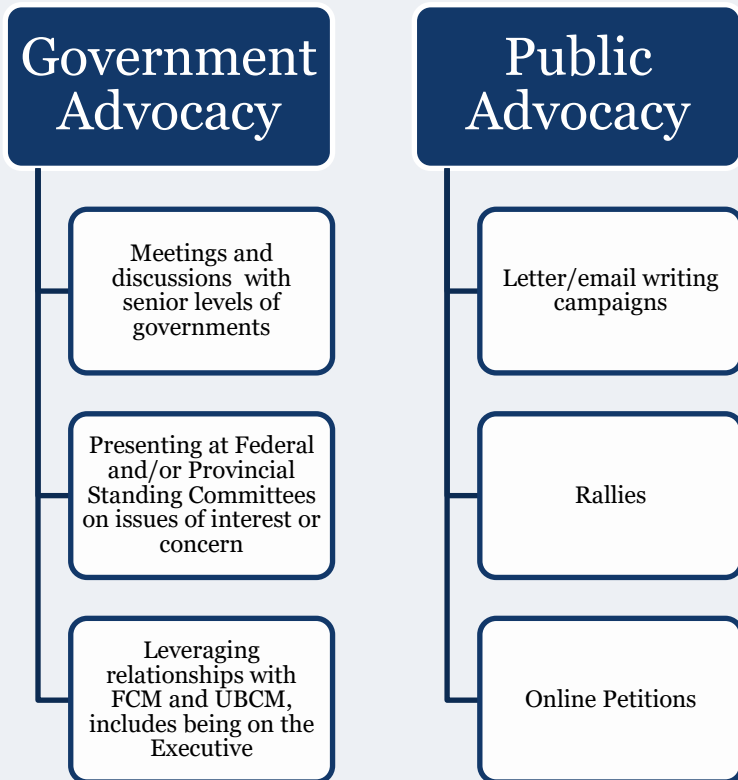 Government
Advocacy
Meetings and
discussions with
senior levels of
governments
Presenting at Federal
and/or Provincial
Standing Committees
on issues of interest or
concern
Leveraging
relationships with
FCM and UBCM,
includes being on the
Executive
Public
Advocacy
Letter/email writing
campaigns
Rallies
Online Petitions